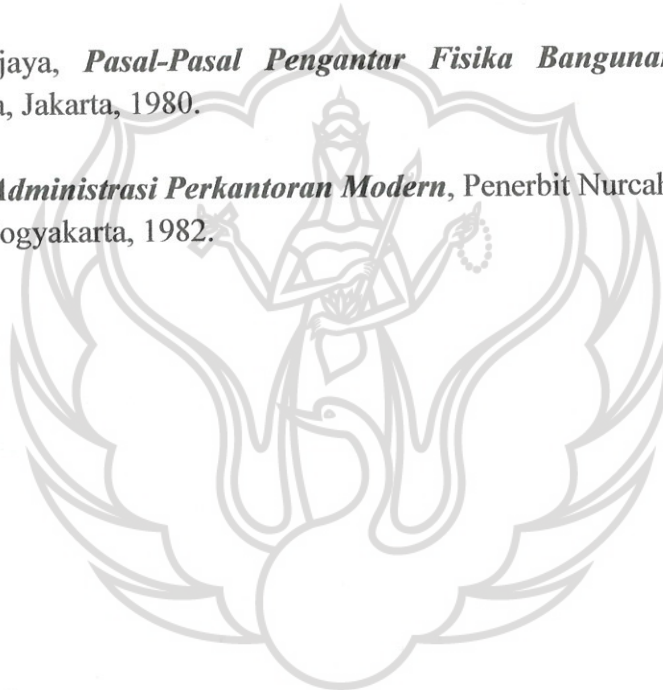 jaya, Pasal-Pasal Pengantar Fisika Bangunan
a, Jakarta, 1980.
Administrasi Perkantoran Modern, Penerbit Nurcah
ogyakarta, 1982.